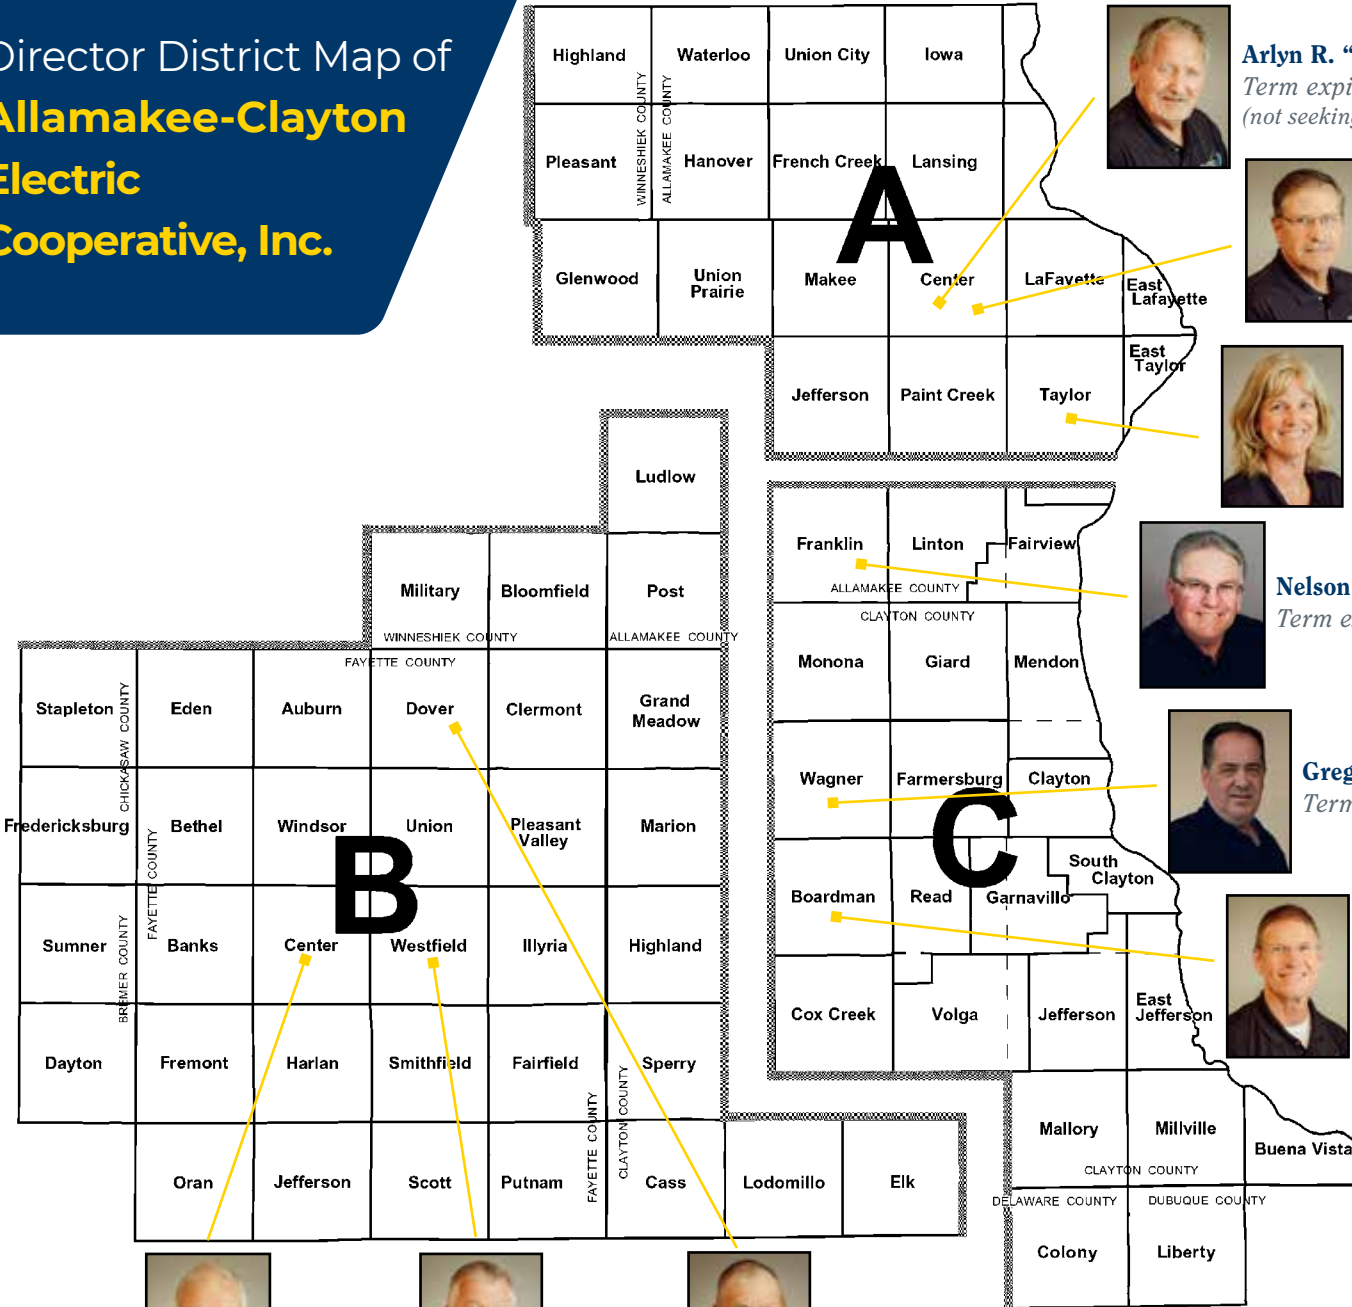 Director District Map of
Allamakee-Clayton
Electric
Cooperative, Inc.
Highland
Waterloo
Union City
Iowa
WINNESHIEK COUNTY
ALLAMAKEE COUNTY
Pleasant
Hanover
French Creek
Lansing
A
Glenwood
Union
Prairie
Makee
Center
LaFayette
East
Lafayette
Jefferson
Paint Creek
Taylor
East
Taylor
Arlyn R. “
Term expi
(not seeking
Ludlow
Military
Bloomfield
Post
WINNESHIEK COUNTY
ALLAMAKEE COUNTY
FAYETTE COUNTY
Stapleton
CHICKASAW COUNTY
Eden
Auburn
Dover
Clermont
Grand
Meadow
Fredericksburg
Bethel
Windsor
Union
Pleasant
Valley
Marion
FAYETTE COUNTY
B
Sumner
BREMER COUNTY
Banks
Center
Westfield
Illyria
Highland
Dayton
Fremont
Harlan
Smithfield
Fairfield
Sperry
FAYETTE COUNTY
CLAYTON COUNTY
Oran
Jefferson
Scott
Putnam
Cass
Lodomillo
Elk
Franklin
Linton
Fairview
ALLAMAKEE COUNTY
CLAYTON COUNTY
Nelson
Term e
Monona
Giard
Mendon
Wagner
Farmersburg
Clayton
Greg
Term
C
Boardman
Read
Garnavillo
South
Clayton
Cox Creek
Volga
Jefferson
East
Jefferson
Mallory
Millville
Buena Vista
CLAYTON COUNTY
DELAWARE COUNTY
DUBUQUE COUNTY
Colony
Liberty